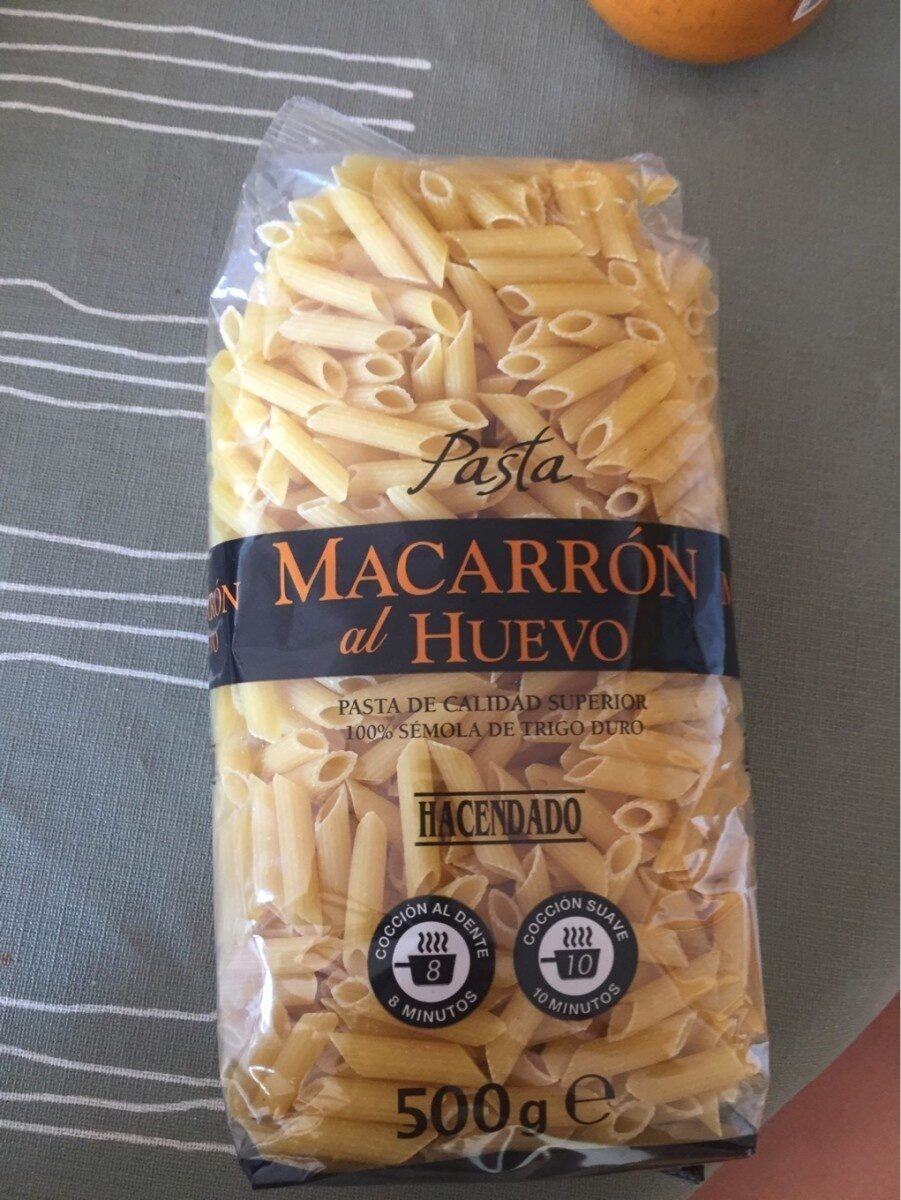 Pasta
MACARRÓN
al HUEVO
PASTA DE CALIDAD SUPERIOR
100% SÉMOLA DE TRIGO DURO
HACENDADO
COCCIÓN AL DENTE
8
8 MINUTOS
COCCIÓN SUAVE
10
10 MINUTOS
500g e